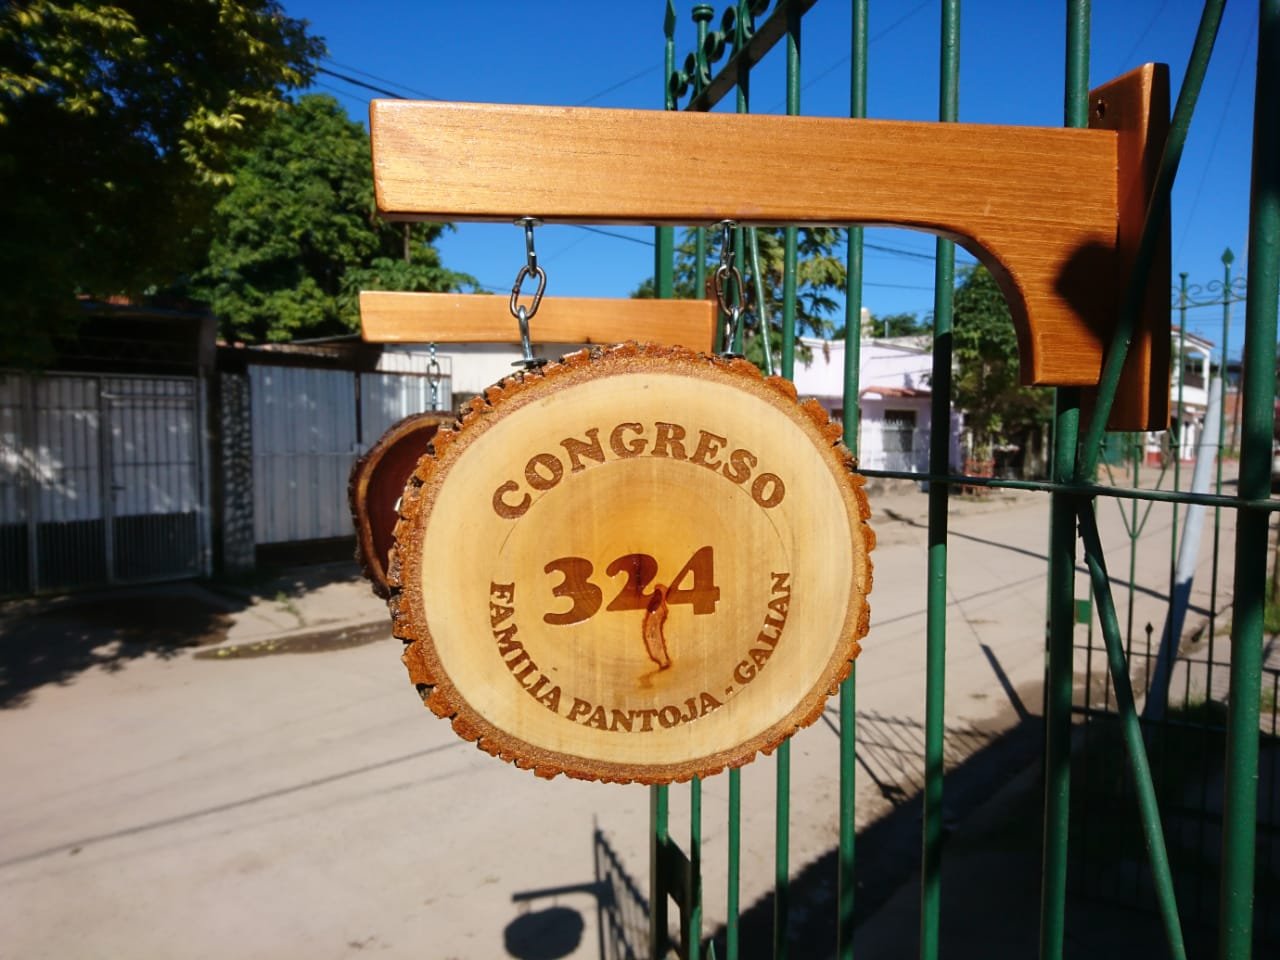 CONGRESO
324
FAMILIA PANTOJA - GALIAN